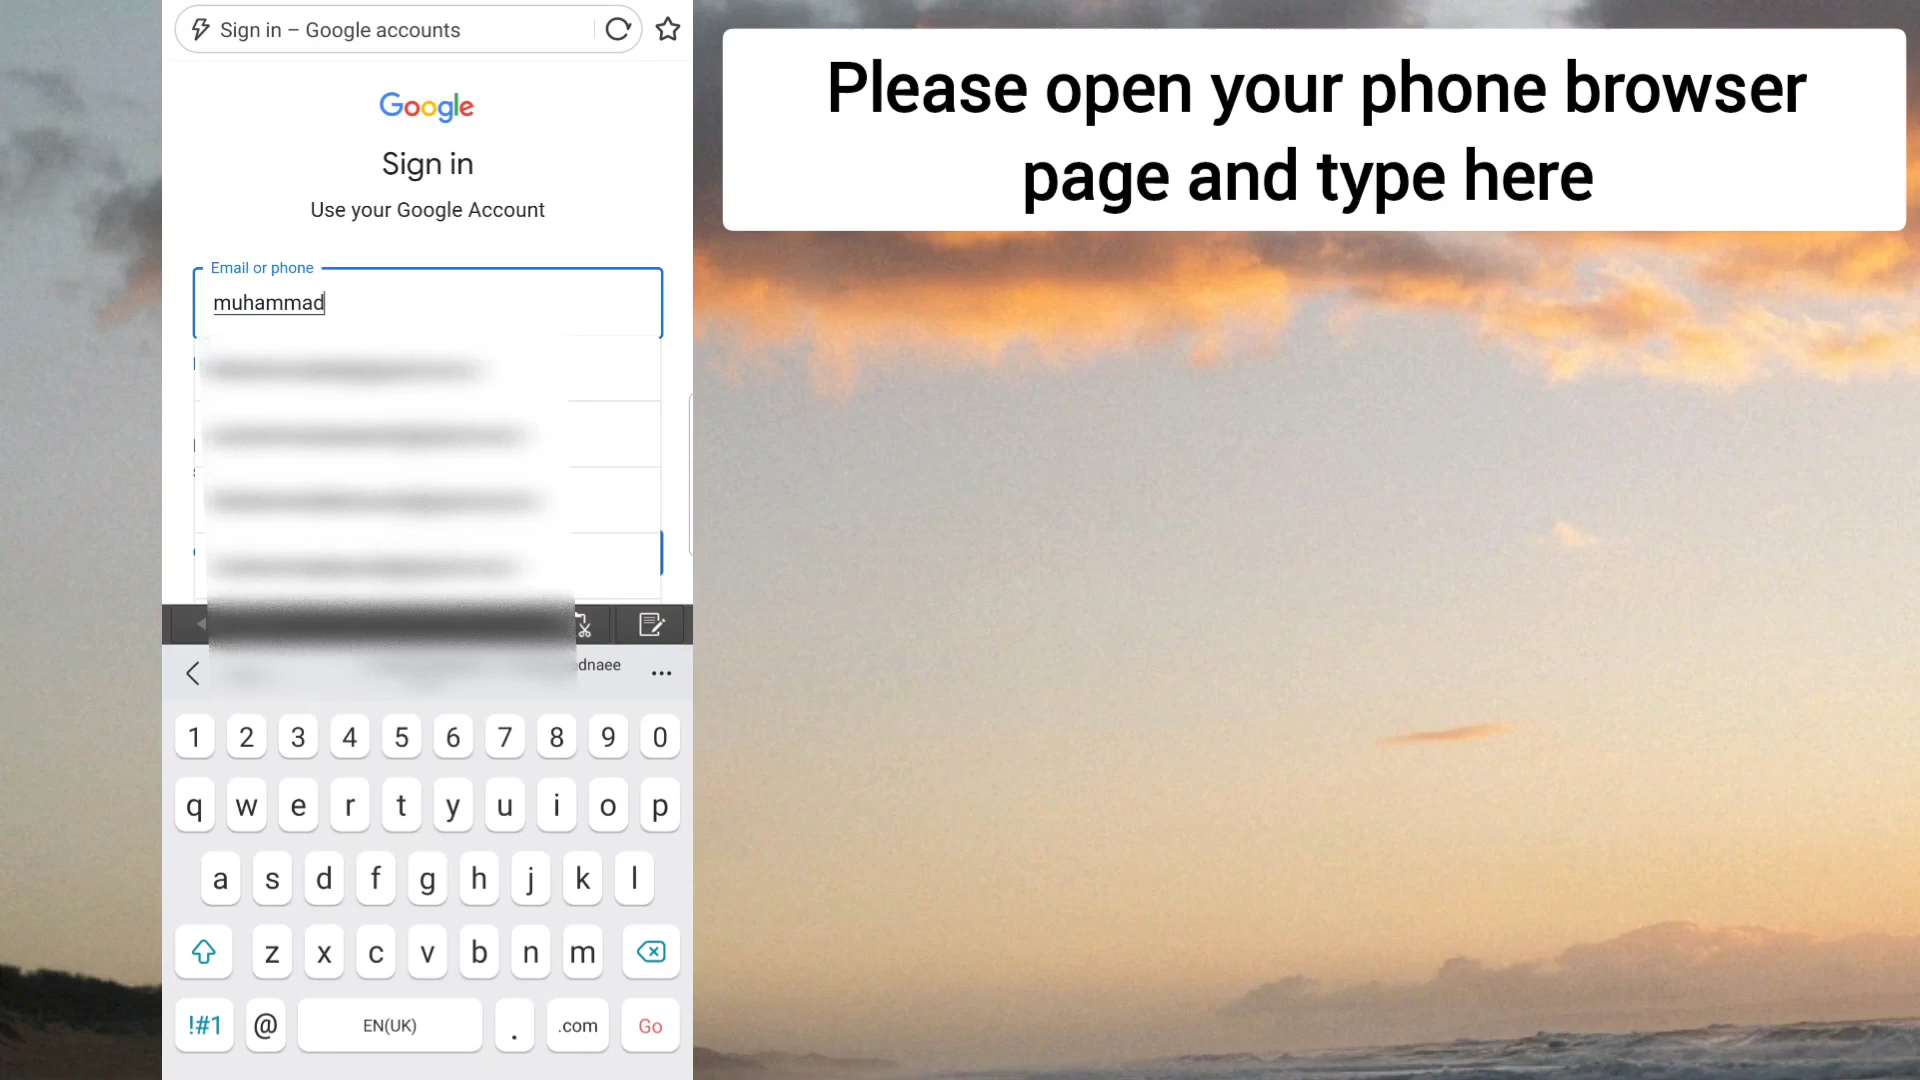 Sign in – Google accounts
Google
Sign in
Use your Google Account
Email or phone
muhammad
dnaee
1 2 3 4 5 6 7 8 9 0
q w e r t y u i o p
a s d f g h j k l
z x c v b n m
!#1 @ EN(UK) . .com Go
Please open your phone browser
page and type here